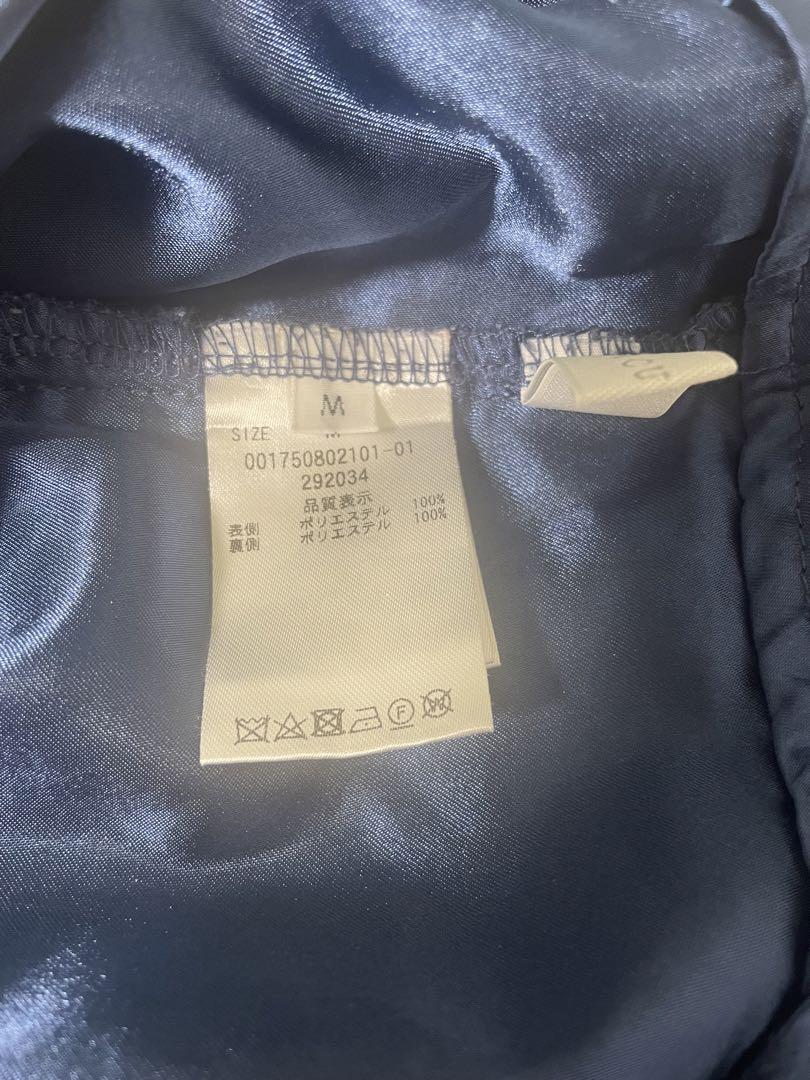 M
SIZE
001750802101-01
292034
品質表示
表側 ポリエステル 100%
裏側 ポリエステル 100%
F
W